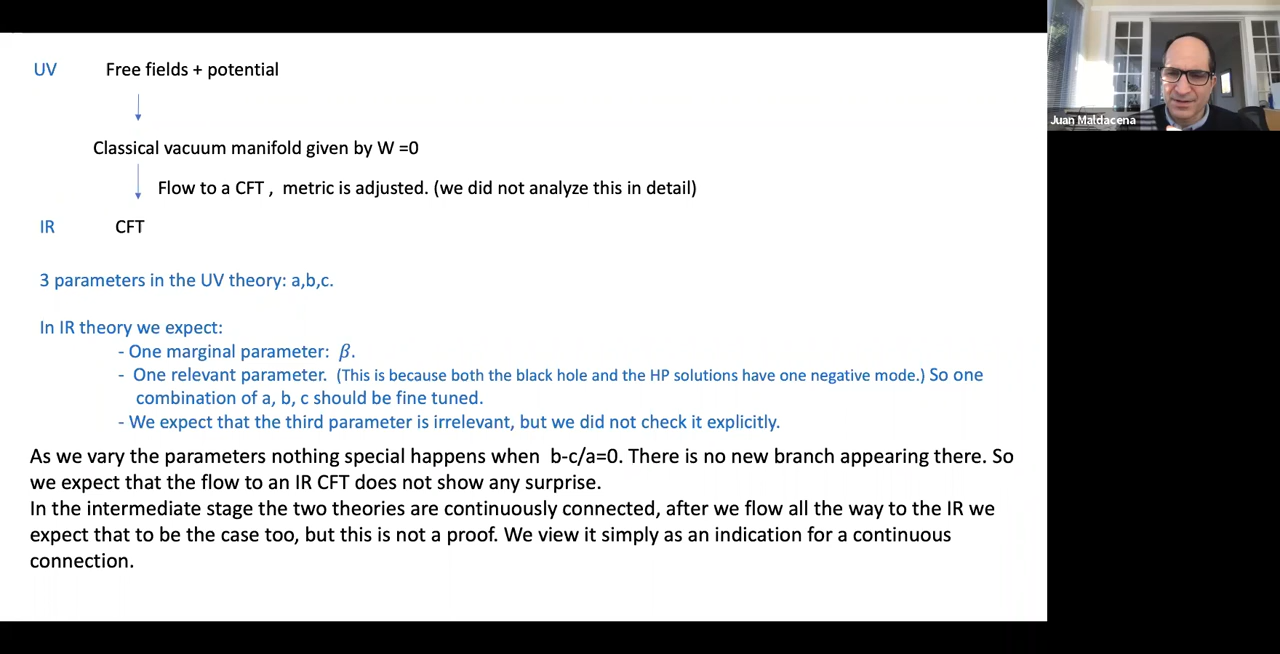 UV Free fields + potential
Classical vacuum manifold given by W =0
Flow to a CFT , metric is adjusted. (we did not analyze this in detail)
IR CFT
3 parameters in the UV theory: a,b,c.
In IR theory we expect:
- One marginal parameter: β.
- One relevant parameter. (This is because both the black hole and the HP solutions have one negative mode.) So one
combination of a, b, c should be fine tuned.
- We expect that the third parameter is irrelevant, but we did not check it explicitly.
As we vary the parameters nothing special happens when b-c/a=0. There is no new branch appearing there. So
we expect that the flow to an IR CFT does not show any surprise.
In the intermediate stage the two theories are continuously connected, after we flow all the way to the IR we
expect that to be the case too, but this is not a proof. We view it simply as an indication for a continuous
connection.
Juan Maldacena